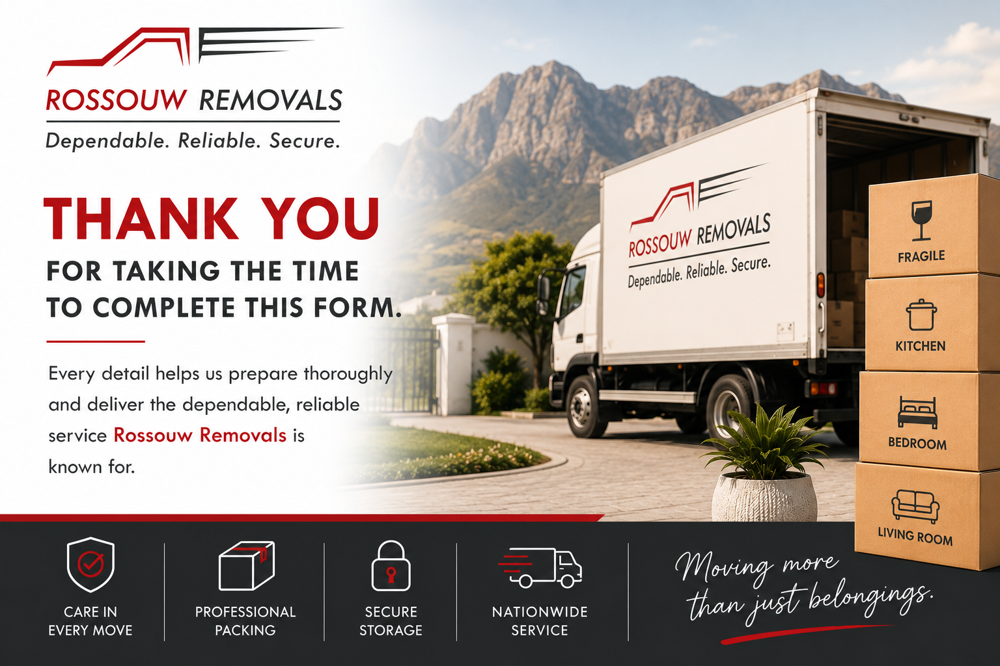 ROSSOUW REMOVALS
Dependable. Reliable. Secure.
THANK YOU
FOR TAKING THE TIME
TO COMPLETE THIS FORM.
Every detail helps us prepare thoroughly
and deliver the dependable, reliable
service Rossouw Removals is
known for.
ROSSOUW REMOVALS
Dependable. Reliable. Secure.
FRAGILE
KITCHEN
BEDROOM
LIVING ROOM
CARE IN
EVERY MOVE
PROFESSIONAL
PACKING
SECURE
STORAGE
NATIONWIDE
SERVICE
Moving more
than just belongings.